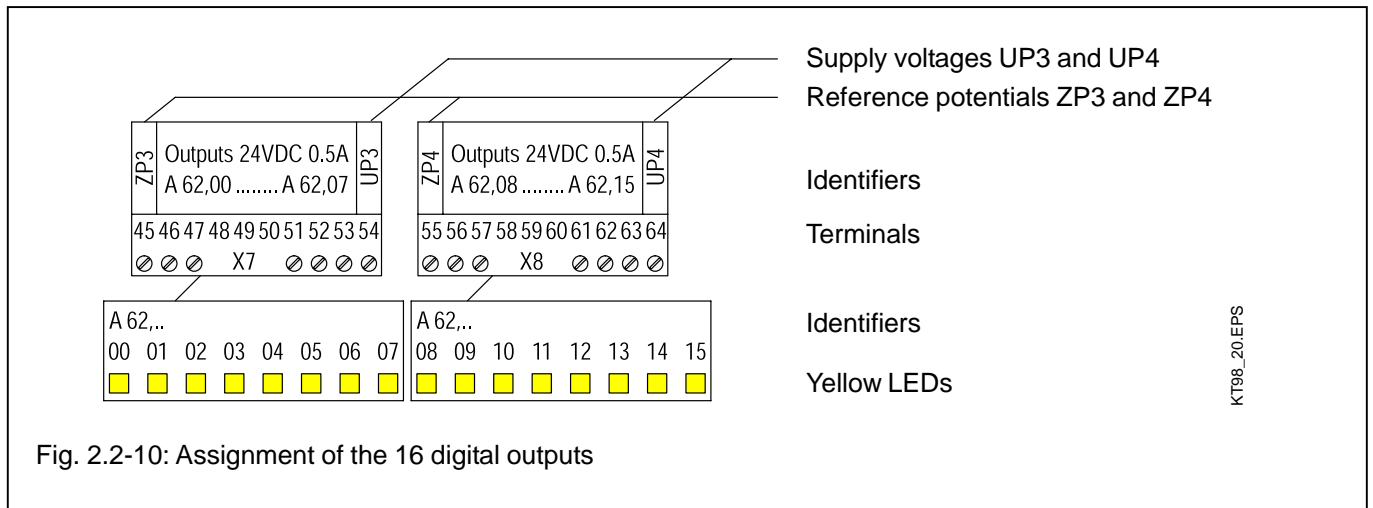 Supply voltages UP3 and UP4
Reference potentials ZP3 and ZP4
ZP3 Outputs 24VDC 0.5A UP3 ZP4 Outputs 24VDC 0.5A UP4
A 62,00 ........ A 62,07 A 62,08 ........ A 62,15 Identifiers
45 46 47 48 49 50 51 52 53 54 55 56 57 58 59 60 61 62 63 64 Terminals
X7 X8
A 62,.. A 62,.. Identifiers
00 01 02 03 04 05 06 07 08 09 10 11 12 13 14 15
Yellow LEDs
KT98_20.EPS
Fig. 2.2-10: Assignment of the 16 digital outputs